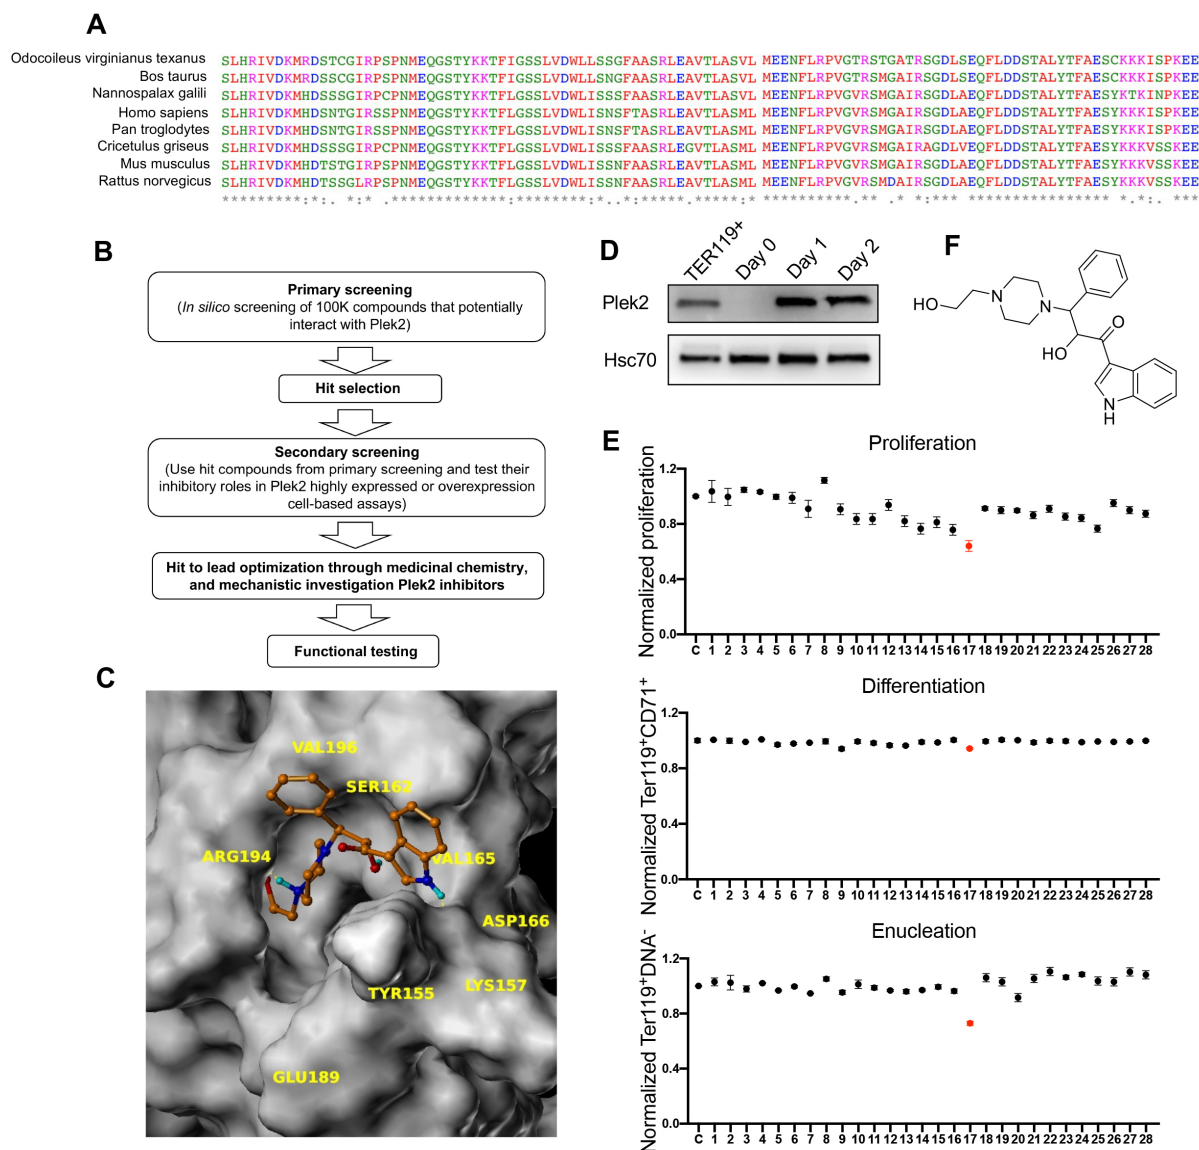 A
Odocoileus virginianus texanus SLHRIVDKMRDSTCGIRPSPNMEQGSTYKKTFIGSSLVDWLLSNGFAASRLEAVTLASVL MEENFLRPVGTRSTGATRSGDLSEQFLDDSTALYTFAESCKKKISPKEE
Bos taurus SLHRIVDKMHDSSTGIRPSPNMEQGSTYKKTFIGSSLVDWLISNGFAASRLEAVTLASVL MEENFLRPVGTRSMGAIRSGDLAEQFLDDSTALYTFAESCKKKISPKEE
Nannospalax galili SLHRIVDKMHDSSSGIRPCPNMEQGSTYKKTFLGSSLVDWLISSSFAASRLEAVTLASVL MEENFLRPVGVRSMGAIRSGDLAEQFLDDSTALYTFAESYKTKINPKEE
Homo sapiens SLHRIVDKMHDSNTGIRSSPNMEQGSTYKKTFLGSSLVDWLISNSFTASRLEAVTLASML MEENFLRPVGVRSMGAIRSGDLAEQFLDDSTALYTFAESYKKKISPKEE
Pan troglodytes SLHRIVDKMHDSNTGIRSSPNMEQGSTYKKTFLGSSLVDWLISNSFTASRLEAVTLASML MEENFLRPVGVRSMGAIRSGDLAEQFLDDSTALYTFAESYKKKISPKEE
Cricetulus griseus SLHRIVDKMHDSSSGIRPCPNMEQGSTYKKTFLGSSLVDWLISSNFAASRLEGVTLASML MEENFLRPVGVRSMGAIRAGDLVEQFLDDSTALYTFAESYKKKVSSKEE
Mus musculus SLHRIVDKMHDTSTGIRPSPNMEQGSTYKKTFLGSSLVDWLISSNFAASRLEAVTLASML MEENFLRPVGVRSMGAIRSGDLAEQFLDDSTALYTFAESYKKKVSSKEE
Rattus norvegicus SLHRIVDKMHDTSSGLRPSPNMEQGSTYKKTFLGSSLVDWLISSNFAASRLEAVTLASML MEENFLRPVGVRSMDAIRSGDLAEQFLDDSTALYTFAESYKKKVSSKEE
B
Primary screening
(In silico screening of 100K compounds that potentially
interact with Plek2)
Hit selection
Secondary screening
(Use hit compounds from primary screening and test their
inhibitory roles in Plek2 highly expressed or overexpression
cell-based assays)
Hit to lead optimization through medicinal chemistry,
and mechanistic investigation Plek2 inhibitors
Functional testing
C
VAL196
SER162
ARG194
VAL165
ASP166
LYS157
TYR155
GLU189
D
TER119+ Day 0 Day 1 Day 2
Plek2
Hsc70
F
HO
N
N
O
HO
N
H
E
Proliferation
Normalized proliferation
1.2
0.8
0.4
0.0
C 1 2 3 4 5 6 7 8 9 10 11 12 13 14 15 16 17 18 19 20 21 22 23 24 25 26 27 28
Differentiation
Normalized Ter119+CD71+
1.2
0.8
0.4
0.0
C 1 2 3 4 5 6 7 8 9 10 11 12 13 14 15 16 17 18 19 20 21 22 23 24 25 26 27 28
Enucleation
Normalized Ter119+DNA-
1.2
0.8
0.4
0.0
C 1 2 3 4 5 6 7 8 9 10 11 12 13 14 15 16 17 18 19 20 21 22 23 24 25 26 27 28